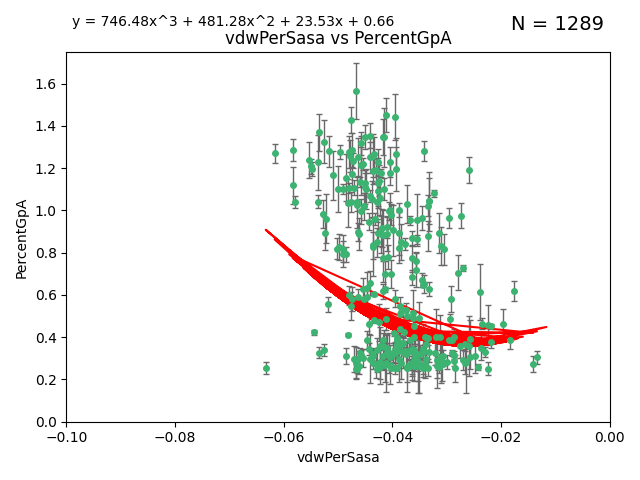 y = 746.48x^3 + 481.28x^2 + 23.53x + 0.66
N = 1289
vdwPerSasa vs PercentGpA
PercentGpA
1.6
1.4
1.2
1.0
0.8
0.6
0.4
0.2
0.0
−0.10 −0.08 −0.06 −0.04 −0.02 0.00
vdwPerSasa